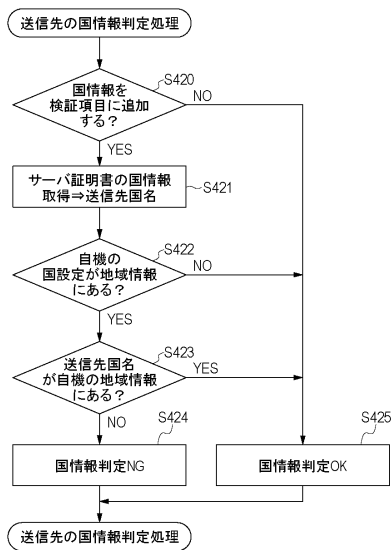 送信先の国情報判定処理
S420
国情報を
検証項目に追加
する？
NO
YES
サーバ証明書の国情報
取得⇒送信先国名
S421
S422
自機の
国設定が地域情報
にある？
NO
YES
S423
送信先国名
が自機の地域情報
にある？
YES
NO
S424
国情報判定NG
S425
国情報判定OK
送信先の国情報判定処理